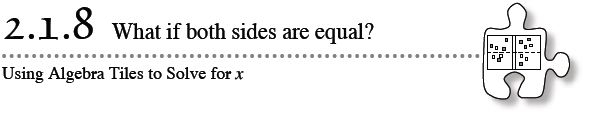 2.1.8 What if both sides are equal?
Using Algebra Tiles to Solve for x